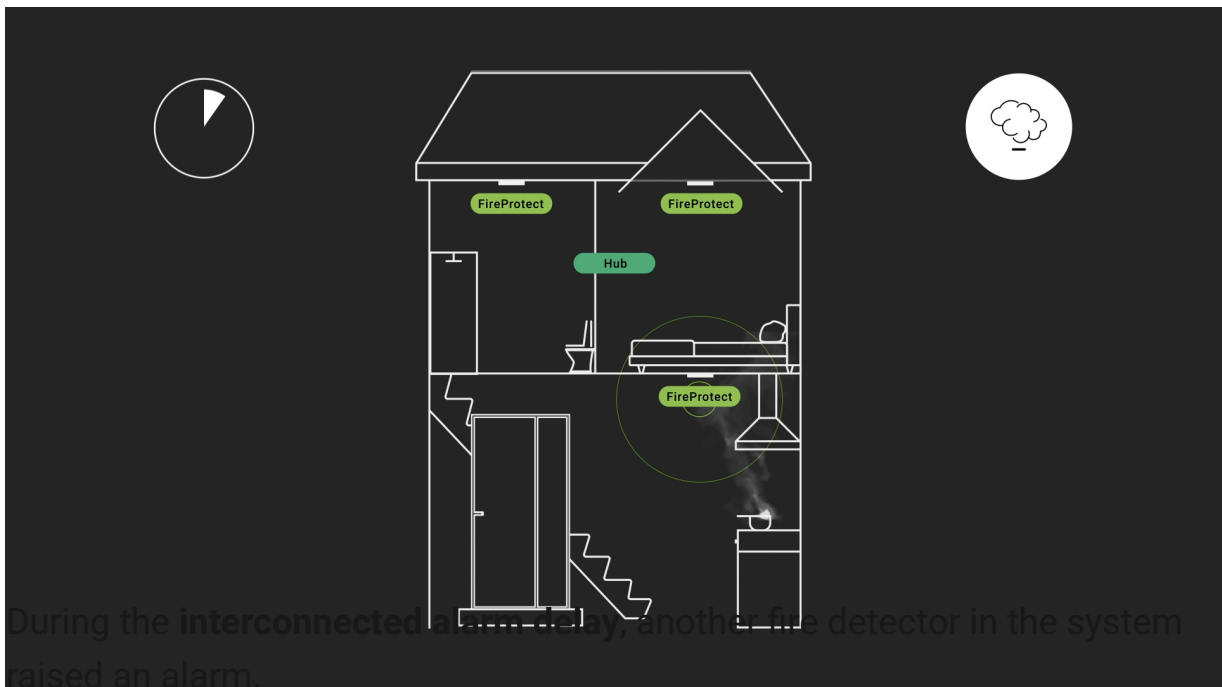 FireProtect
FireProtect
Hub
FireProtect
During the interconnected alarm delay, another fire detector in the system
raised an alarm.